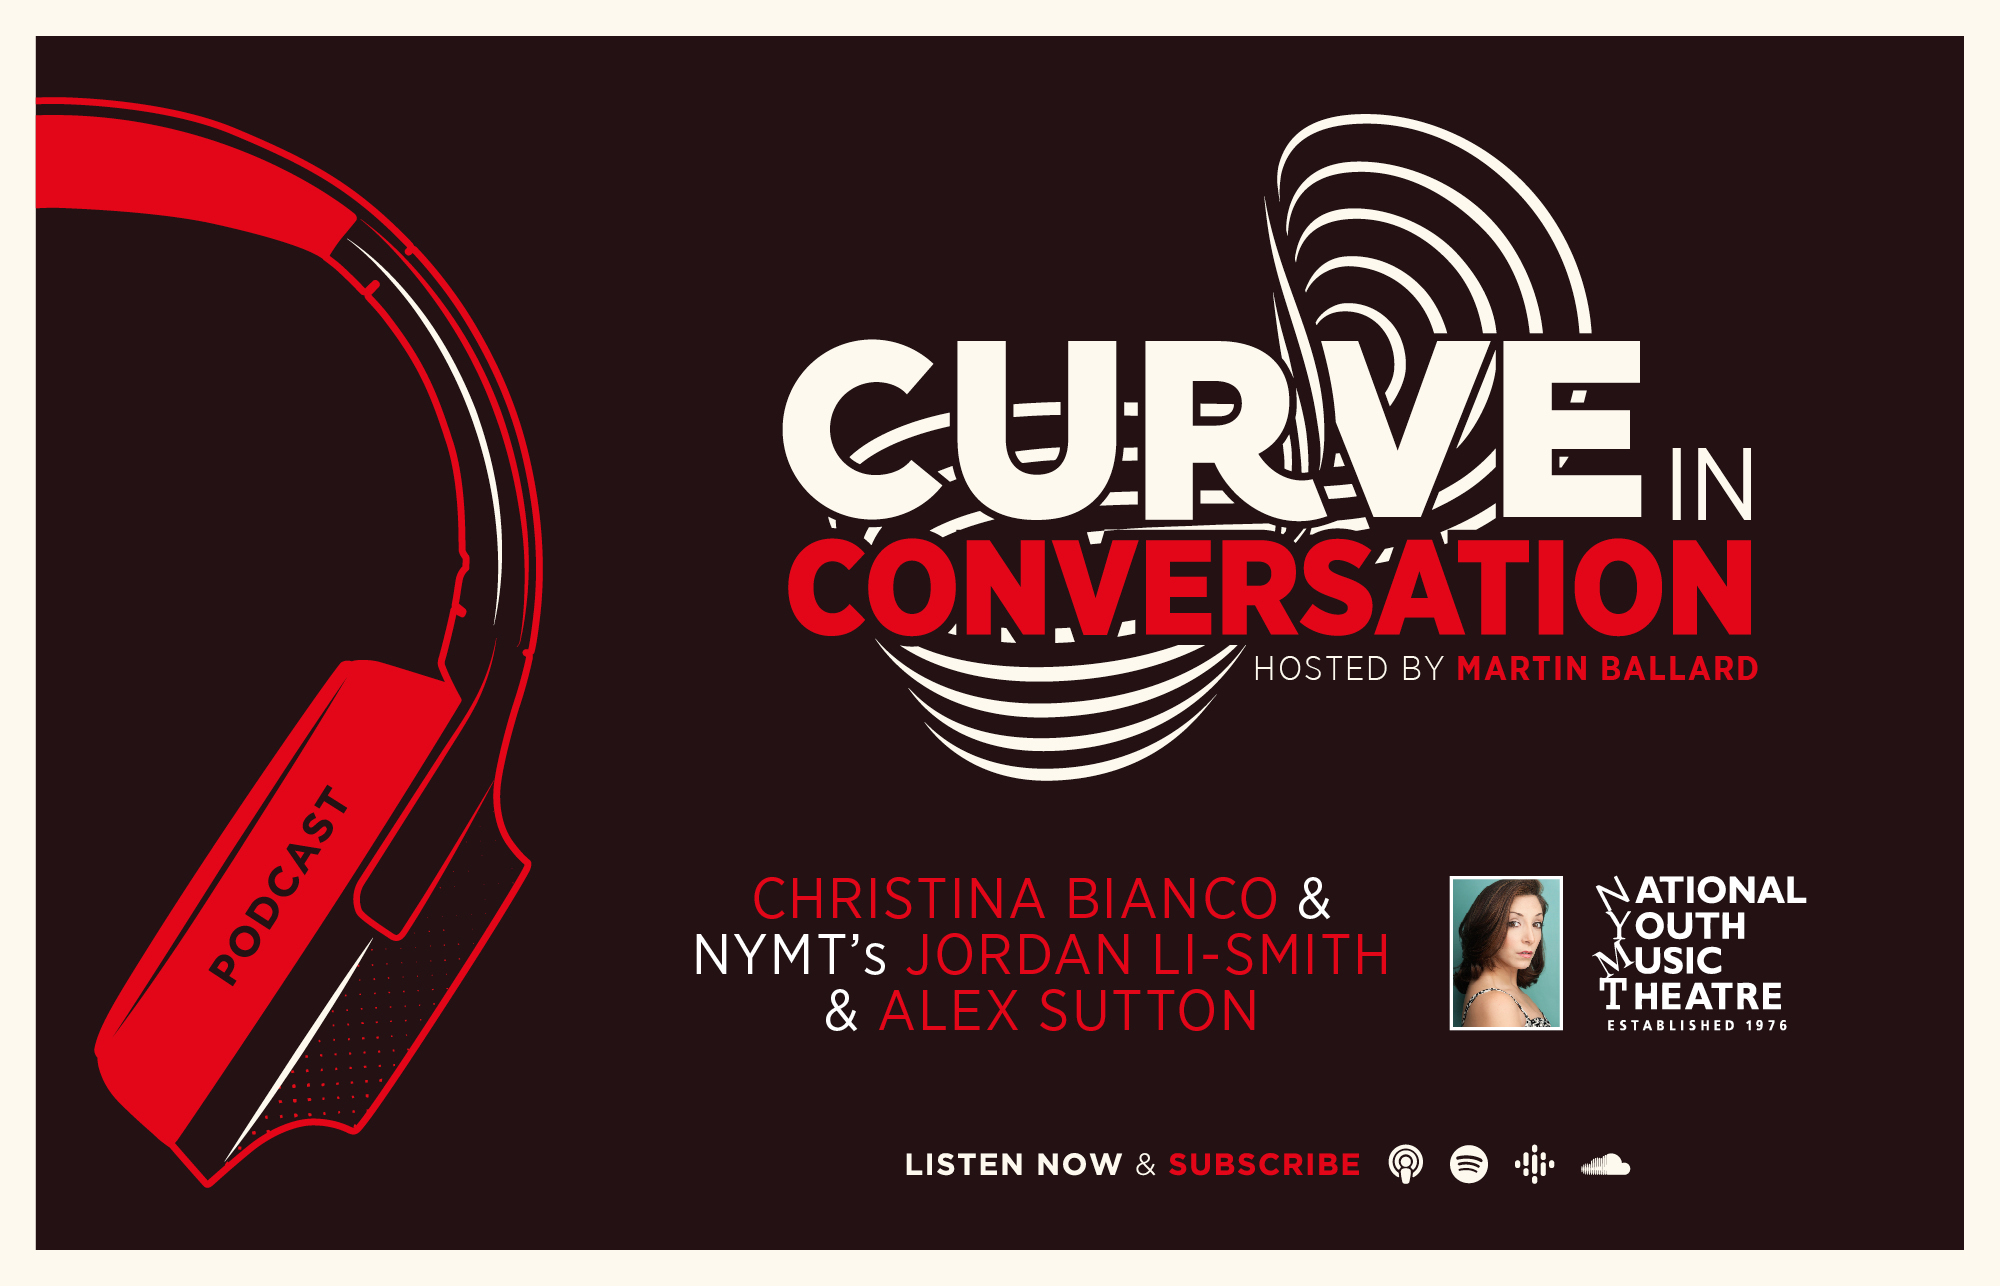 CURVE IN
CONVERSATION
HOSTED BY MARTIN BALLARD
PODCAST
CHRISTINA BIANCO &
NYMT's JORDAN LI-SMITH
& ALEX SUTTON
NATIONAL
YOUTH
MUSIC
THEATRE
ESTABLISHED 1976
LISTEN NOW & SUBSCRIBE